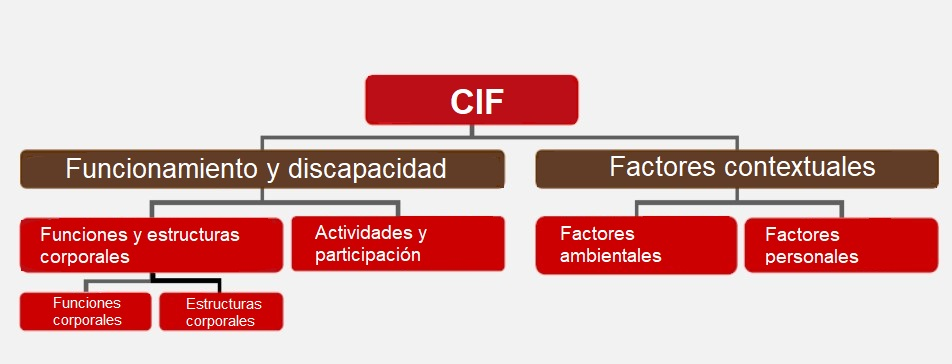 CIF
Funcionamiento y discapacidad
Factores contextuales
Funciones y estructuras
corporales
Actividades y
participación
Factores
ambientales
Factores
personales
Funciones
corporales
Estructuras
corporales